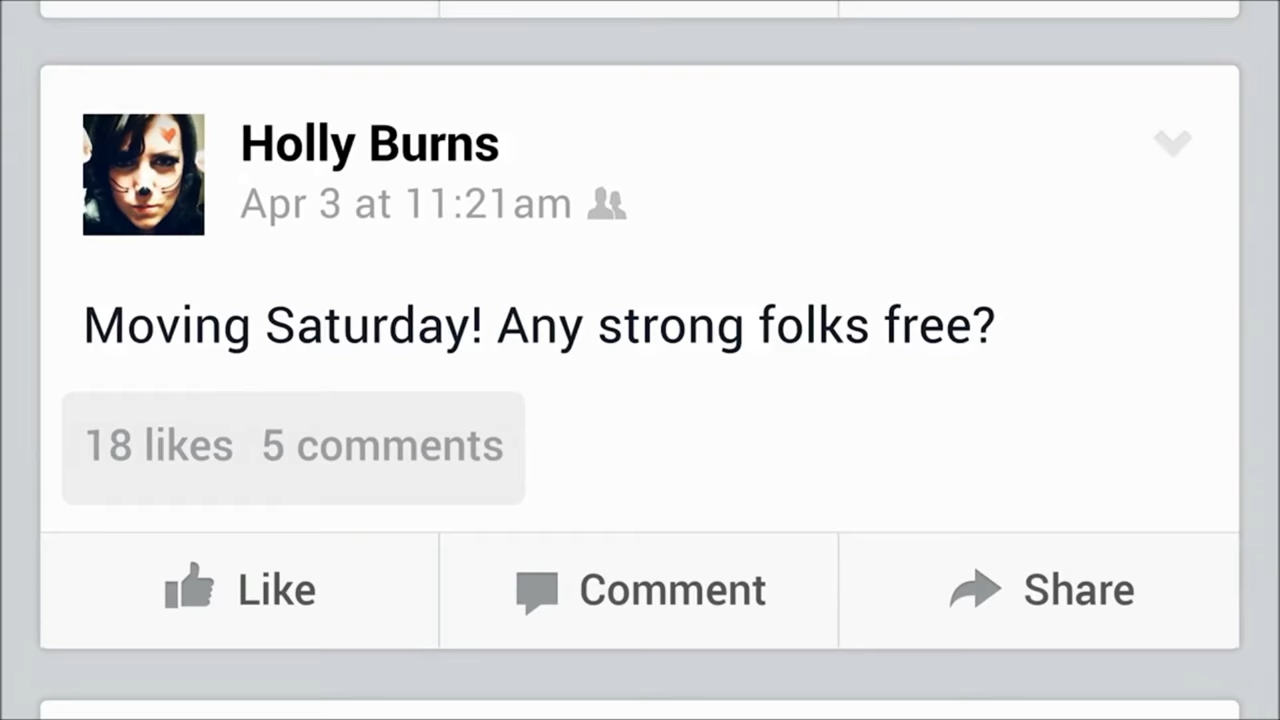 Holly Burns
Apr 3 at 11:21am
Moving Saturday! Any strong folks free?
18 likes 5 comments
Like Comment Share